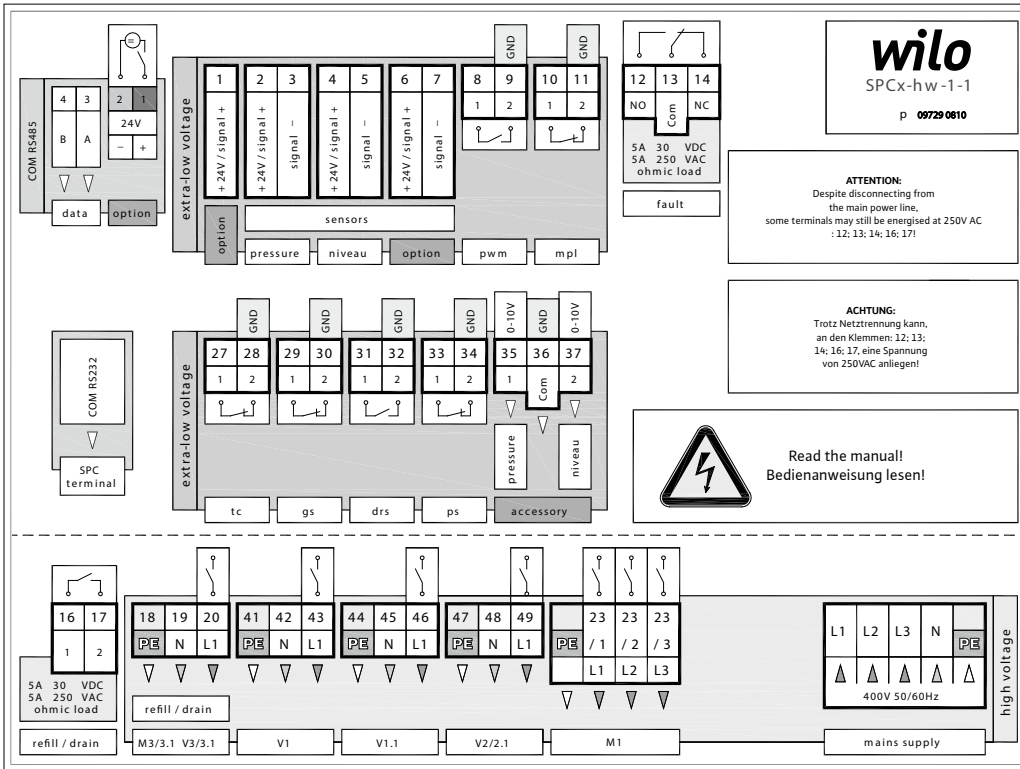 wilo
SPCx-hw-1-1
p 09729 0810
ATTENTION:
Despite disconnecting from
the main power line,
some terminals may still be energised at 250V AC
: 12; 13; 14; 16; 17!
ACHTUNG:
Trotz Netztrennung kann,
an den Klemmen: 12; 13;
14; 16; 17, eine Spannung
von 250VAC anliegen!
Read the manual!
Bedienanweisung lesen!
COM RS485
4 3 2 1
B A 24V
− +
data option
extra-low voltage
GND GND
1 2 3 4 5 6 7 8 9 10 11
+ 24V / signal +
+ 24V / signal +
signal −
+ 24V / signal +
signal −
+ 24V / signal +
signal −
1 2 1 2
option
sensors
pressure niveau option pwm mpl
12 13 14
NO Com NC
5A 30 VDC
5A 250 VAC
ohmic load
fault
COM RS232
SPC
terminal
extra-low voltage
GND GND GND GND 0-10V GND 0-10V
27 28 29 30 31 32 33 34 35 36 37
1 2 1 2 1 2 1 2 1 Com 2
pressure niveau
tc gs drs ps accessory
16 17
1 2
5A 30 VDC
5A 250 VAC
ohmic load
refill / drain
18 19 20 41 42 43 44 45 46 47 48 49 23 23 23
PE N L1 PE N L1 PE N L1 PE N L1 PE / 1 / 2 / 3
L1 L2 L3
refill / drain
M3/3.1 V3/3.1 V1 V1.1 V2/2.1 M1
L1 L2 L3 N PE
400V 50/60Hz
mains supply
high voltage